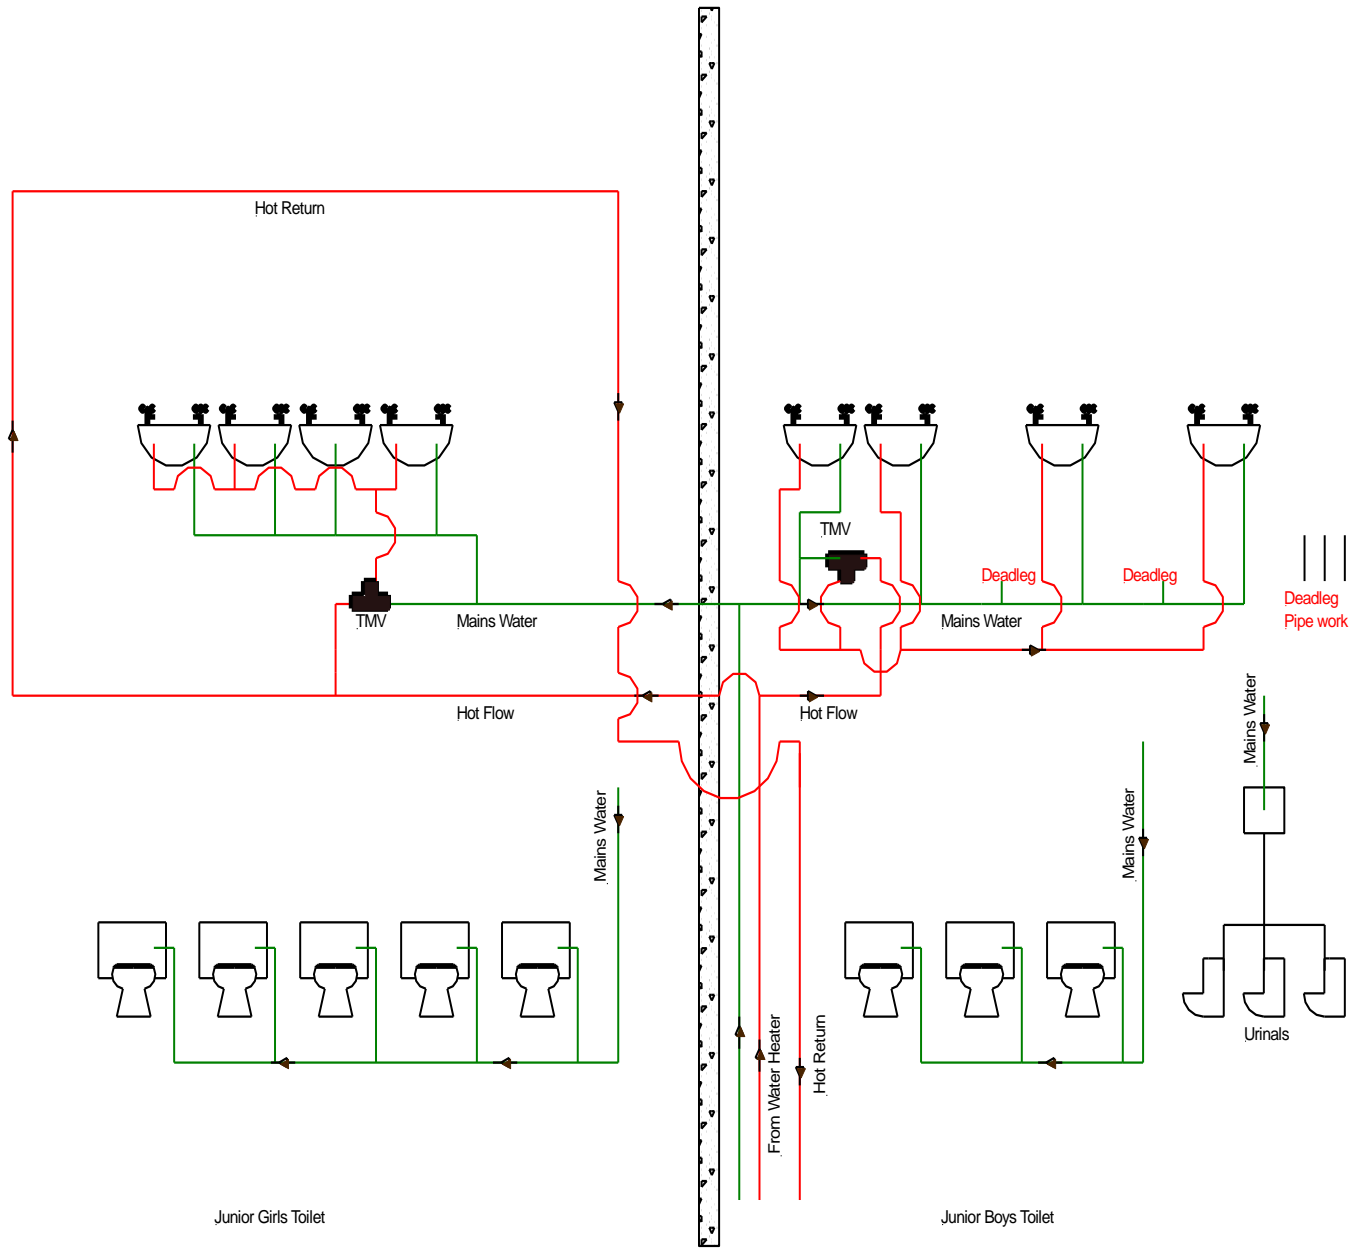 Hot Return
TMV
Deadleg
Deadleg
Deadleg
Pipe work
TMV
Mains Water
Mains Water
Hot Flow
Hot Flow
Mains Water
Mains Water
Mains Water
From Water Heater
Hot Return
Urinals
Junior Girls Toilet
Junior Boys Toilet